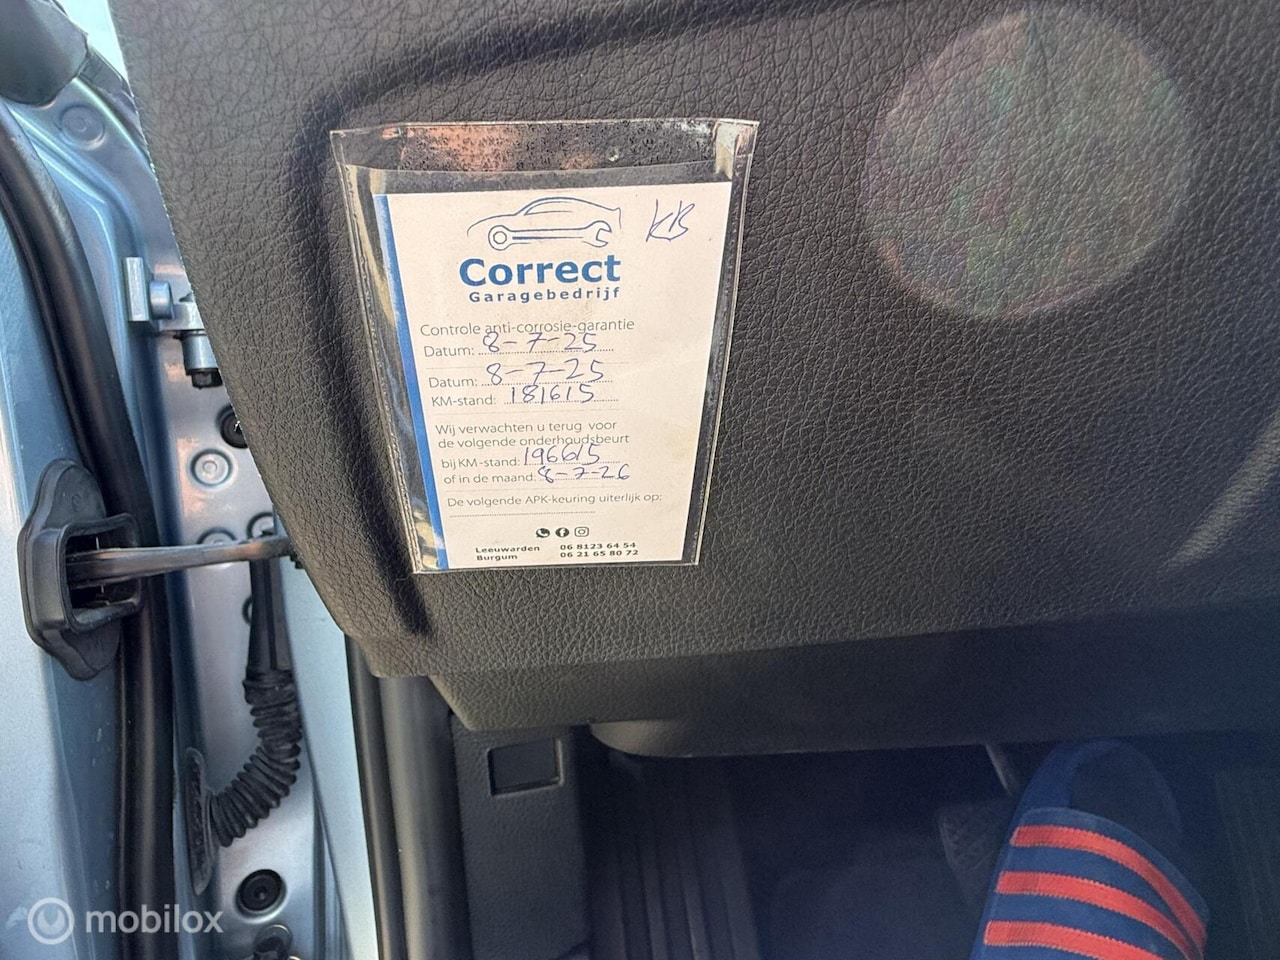 KB
Correct
Garagebedrijf
Controle anti-corrosie-garantie
Datum: 8-7-25
Datum: 8-7-25
KM-stand: 181615
Wij verwachten u terug voor
de volgende onderhoudsbeurt
bij KM-stand: 196615
of in de maand: 8-7-26
De volgende APK-keuring uiterlijk op:
Leeuwarden 06 8123 64 54
Burgum 06 21 65 80 72
mobilox